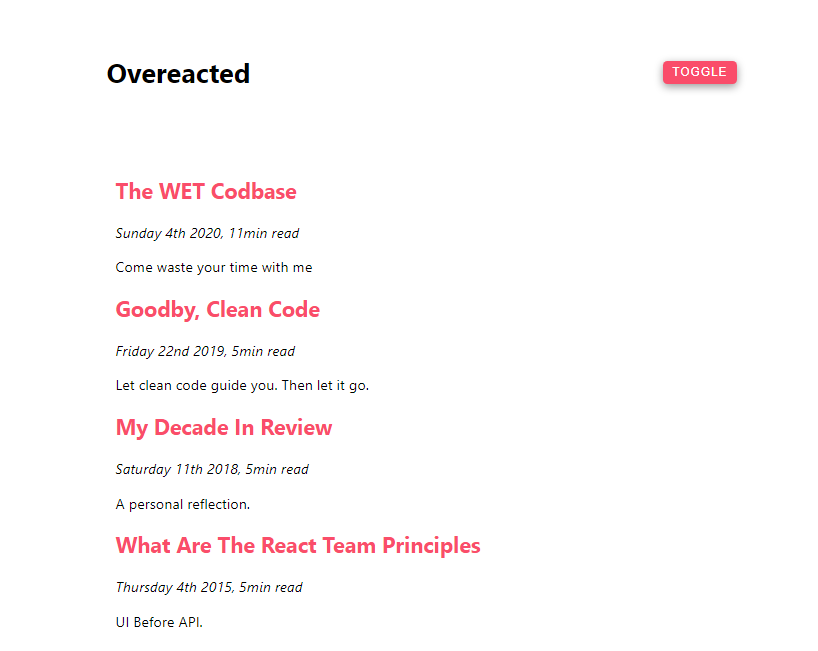 Overeacted
TOGGLE
The WET Codbase
Sunday 4th 2020, 11min read
Come waste your time with me
Goodby, Clean Code
Friday 22nd 2019, 5min read
Let clean code guide you. Then let it go.
My Decade In Review
Saturday 11th 2018, 5min read
A personal reflection.
What Are The React Team Principles
Thursday 4th 2015, 5min read
UI Before API.